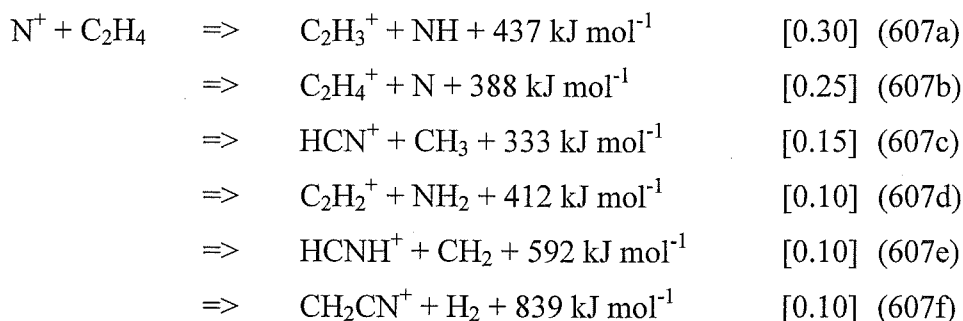 N⁺ + C₂H₄ => C₂H₃⁺ + NH + 437 kJ mol⁻¹ [0.30] (607a)
=> C₂H₄⁺ + N + 388 kJ mol⁻¹ [0.25] (607b)
=> HCN⁺ + CH₃ + 333 kJ mol⁻¹ [0.15] (607c)
=> C₂H₂⁺ + NH₂ + 412 kJ mol⁻¹ [0.10] (607d)
=> HCNH⁺ + CH₂ + 592 kJ mol⁻¹ [0.10] (607e)
=> CH₂CN⁺ + H₂ + 839 kJ mol⁻¹ [0.10] (607f)